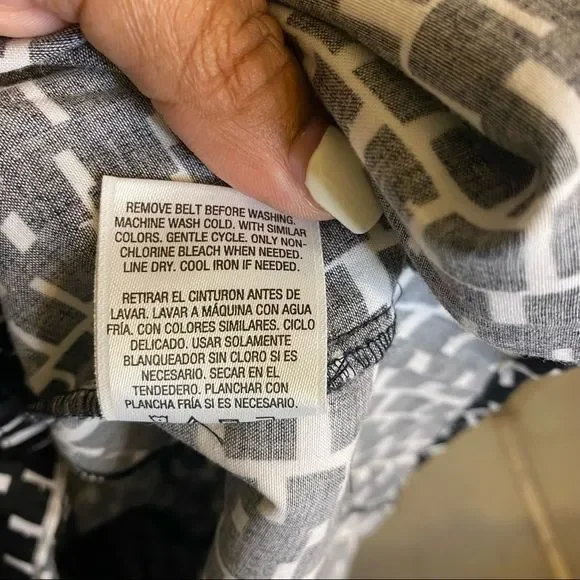 REMOVE BELT BEFORE WASHING.
MACHINE WASH COLD. WITH SIMILAR
COLORS. GENTLE CYCLE. ONLY NON-
CHLORINE BLEACH WHEN NEEDED.
LINE DRY. COOL IRON IF NEEDED.
RETIRAR EL CINTURON ANTES DE
LAVAR. LAVAR A MÁQUINA CON AGUA
FRÍA. CON COLORES SIMILARES. CICLO
DELICADO. USAR SOLAMENTE
BLANQUEADOR SIN CLORO SI ES
NECESARIO. SECAR EN EL
TENDEDERO. PLANCHAR CON
PLANCHA FRÍA SI ES NECESARIO.